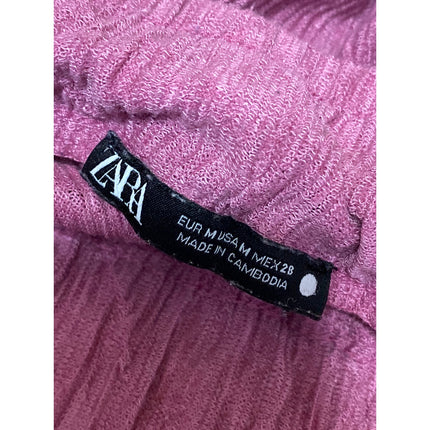 ZARA
EUR M USA M MEX 28
MADE IN CAMBODIA